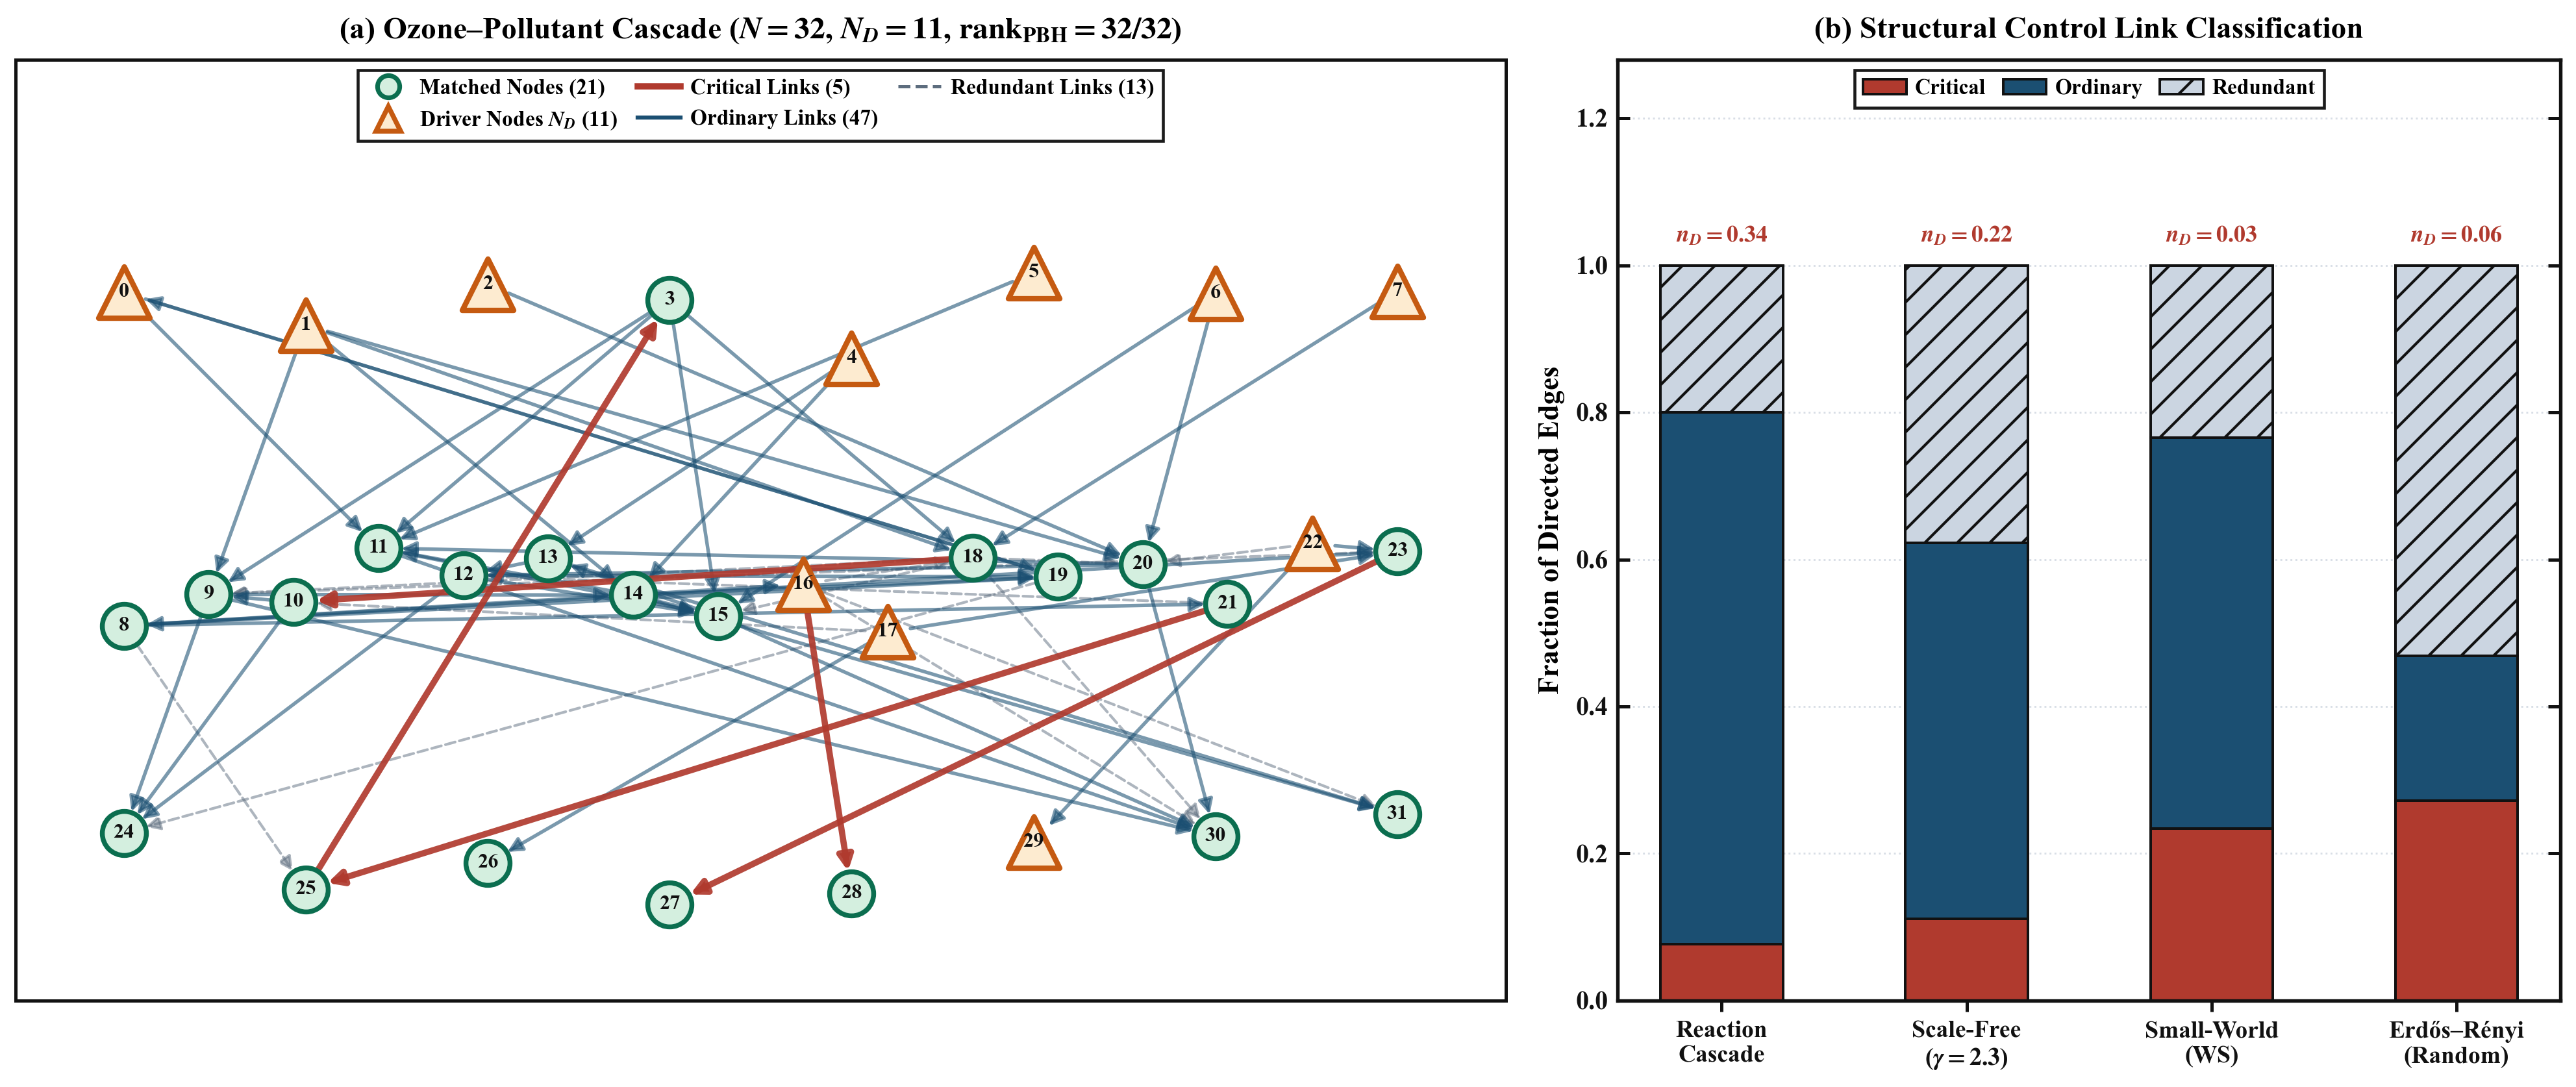 (a) Ozone–Pollutant Cascade (N = 32, N_D = 11, rank_PBH = 32/32)
Matched Nodes (21)
Driver Nodes N_D (11)
Critical Links (5)
Ordinary Links (47)
Redundant Links (13)
0
1
2
3
4
5
6
7
8
9
10
11
12
13
14
15
16
17
18
19
20
21
22
23
24
25
26
27
28
29
30
31
(b) Structural Control Link Classification
Critical
Ordinary
Redundant
Fraction of Directed Edges
1.2
1.0
0.8
0.6
0.4
0.2
0.0
n_D = 0.34
n_D = 0.22
n_D = 0.03
n_D = 0.06
Reaction
Cascade
Scale-Free
(γ = 2.3)
Small-World
(WS)
Erdős–Rényi
(Random)